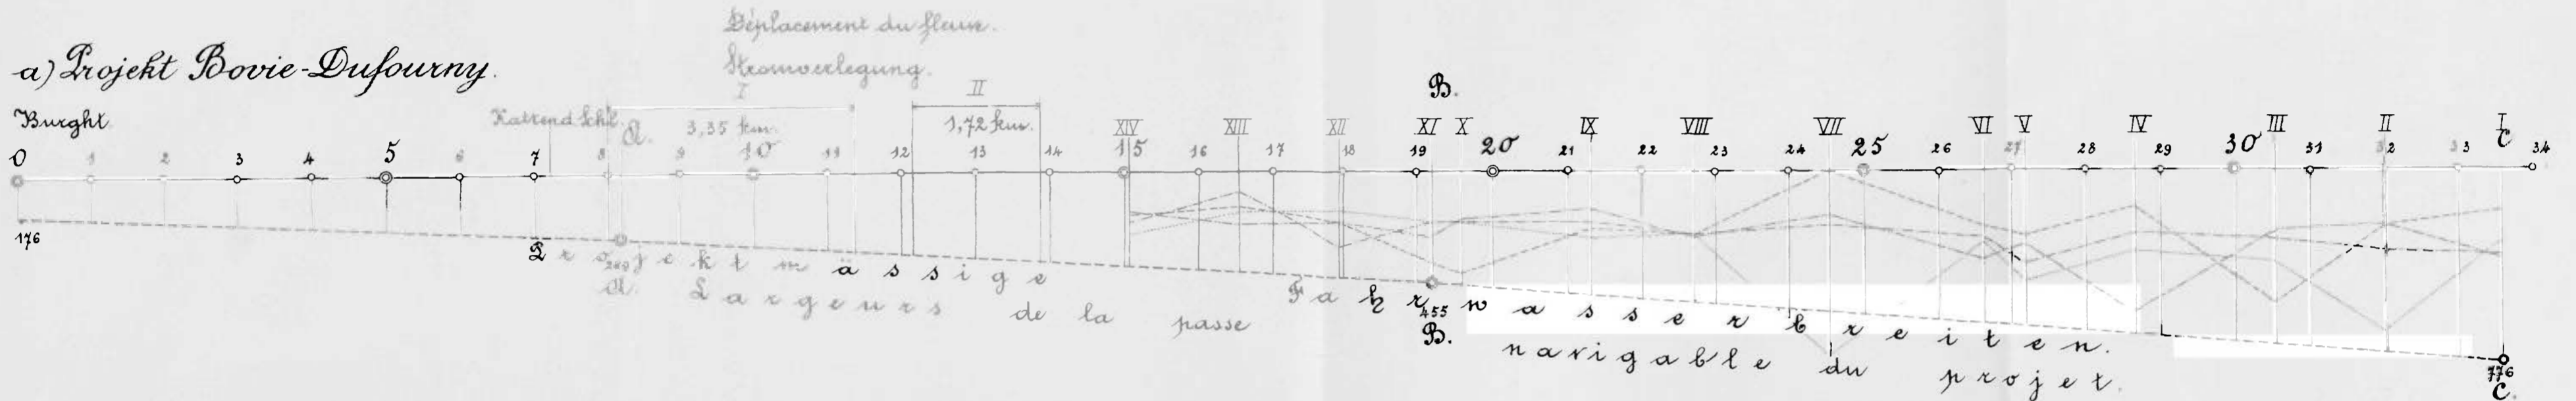 Déplacement du fleuve.
a) Projekt Bovie-Dufourny.
Stromverlegung.
B.
I
II
Burght
Kattend. Schl.
A.
3,35 km.
1,72 km.
XIV XIII XII XI X IX VIII VII VI V IV III II I
C
0 1 2 3 4 5 6 7 8 9 10 11 12 13 14 15 16 17 18 19 20 21 22 23 24 25 26 27 28 29 30 31 32 33 34
176
Projektmässige Fahrwasserbreiten.
289
A.
455
B.
Largeurs de la passe navigable du projet.
776
C.